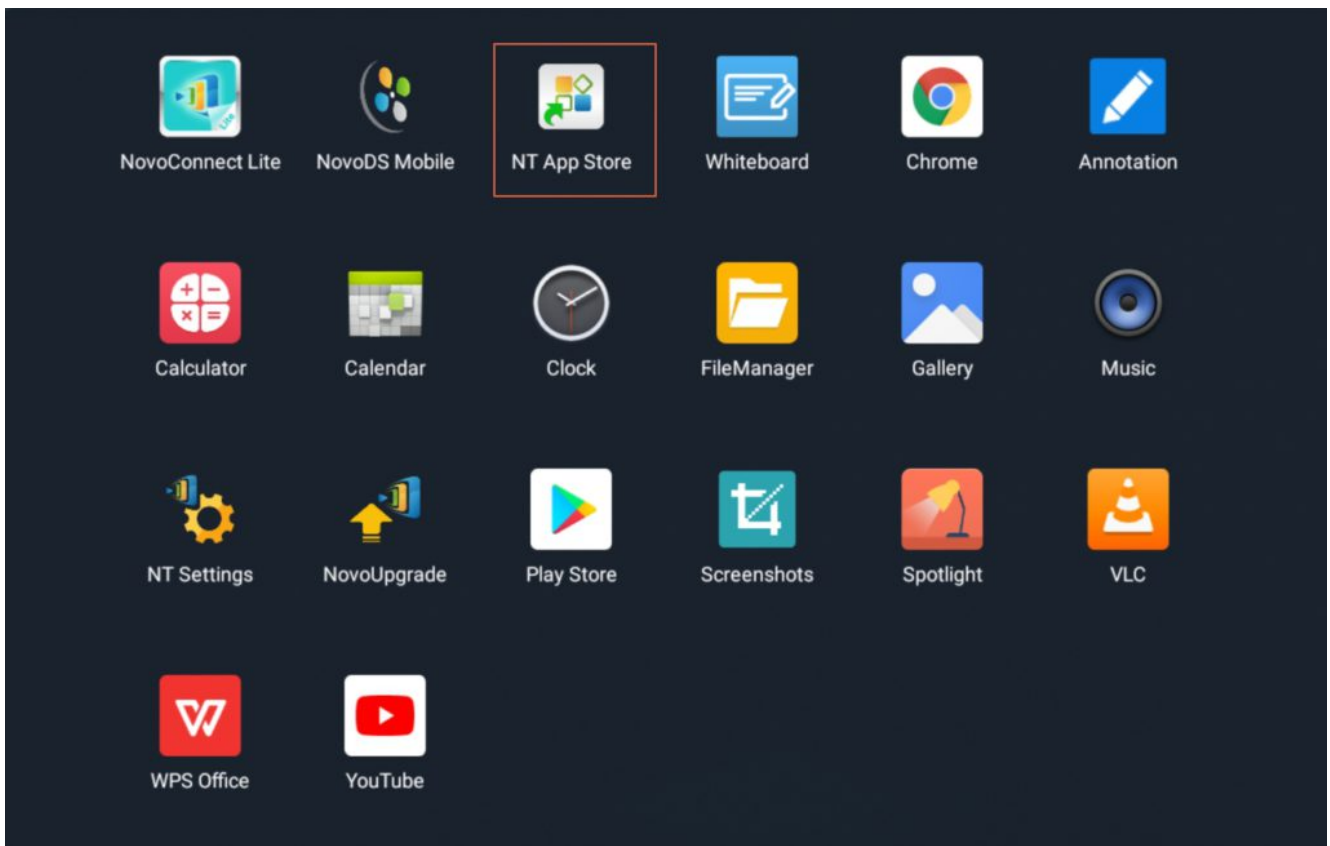 Lite
NovoConnect Lite
NovoDS Mobile
NT App Store
Whiteboard
Chrome
Annotation
Calculator
Calendar
Clock
FileManager
Gallery
Music
NT Settings
NovoUpgrade
Play Store
Screenshots
Spotlight
VLC
WPS Office
YouTube